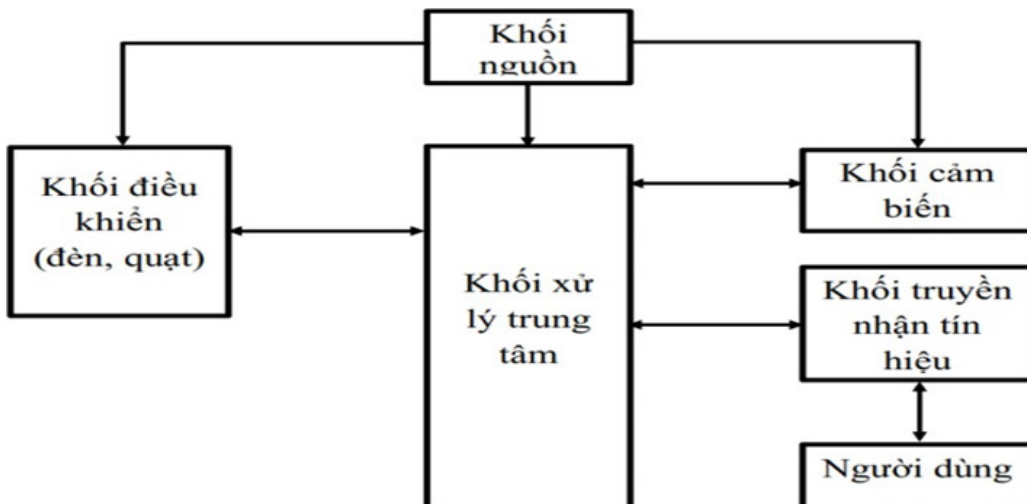 Khối
nguồn
Khối điều
khiển
(đèn, quạt)
Khối xử
lý trung
tâm
Khối cảm
biến
Khối truyền
nhận tín
hiệu
Người dùng